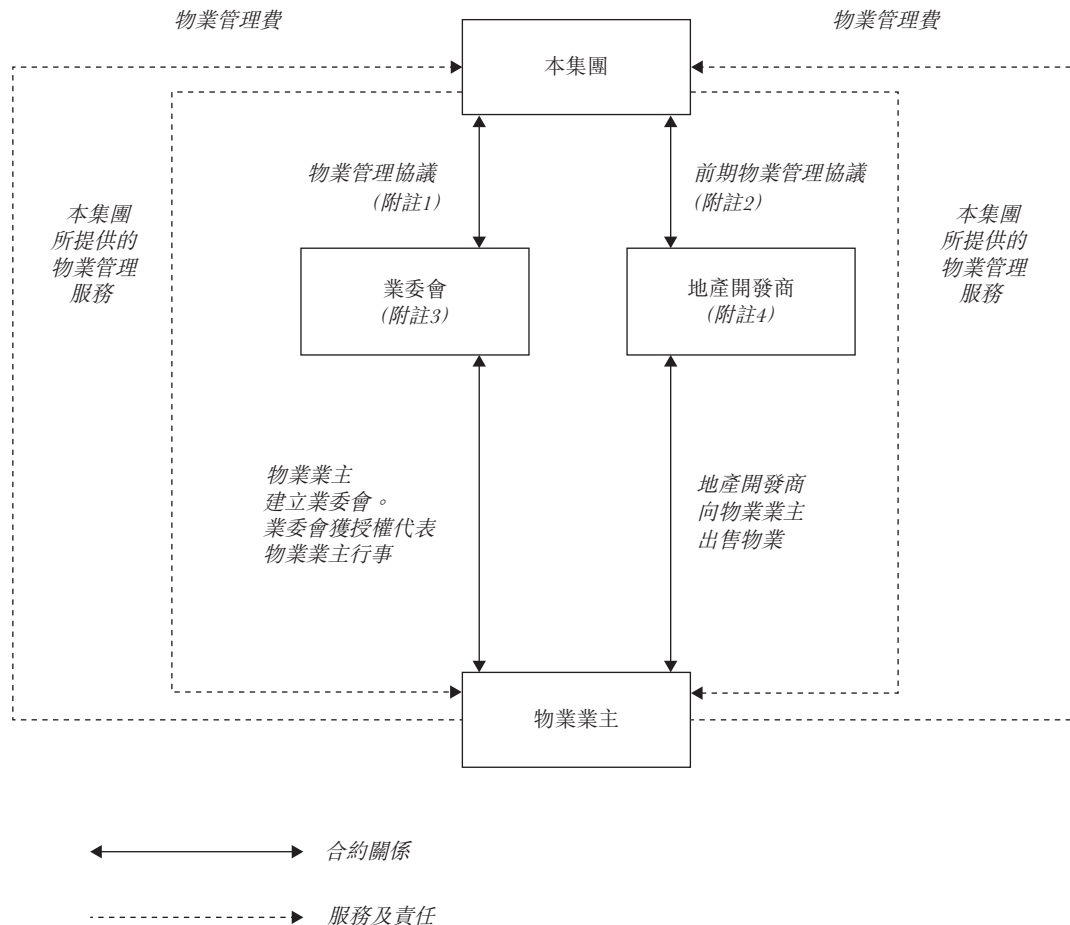 物業管理費
物業管理費
本集團
物業管理協議
(附註1)
前期物業管理協議
(附註2)
本集團
所提供的
物業管理
服務
本集團
所提供的
物業管理
服務
業委會
(附註3)
地產開發商
(附註4)
物業業主
建立業委會。
業委會獲授權代表
物業業主行事
地產開發商
向物業業主
出售物業
物業業主
合約關係
服務及責任